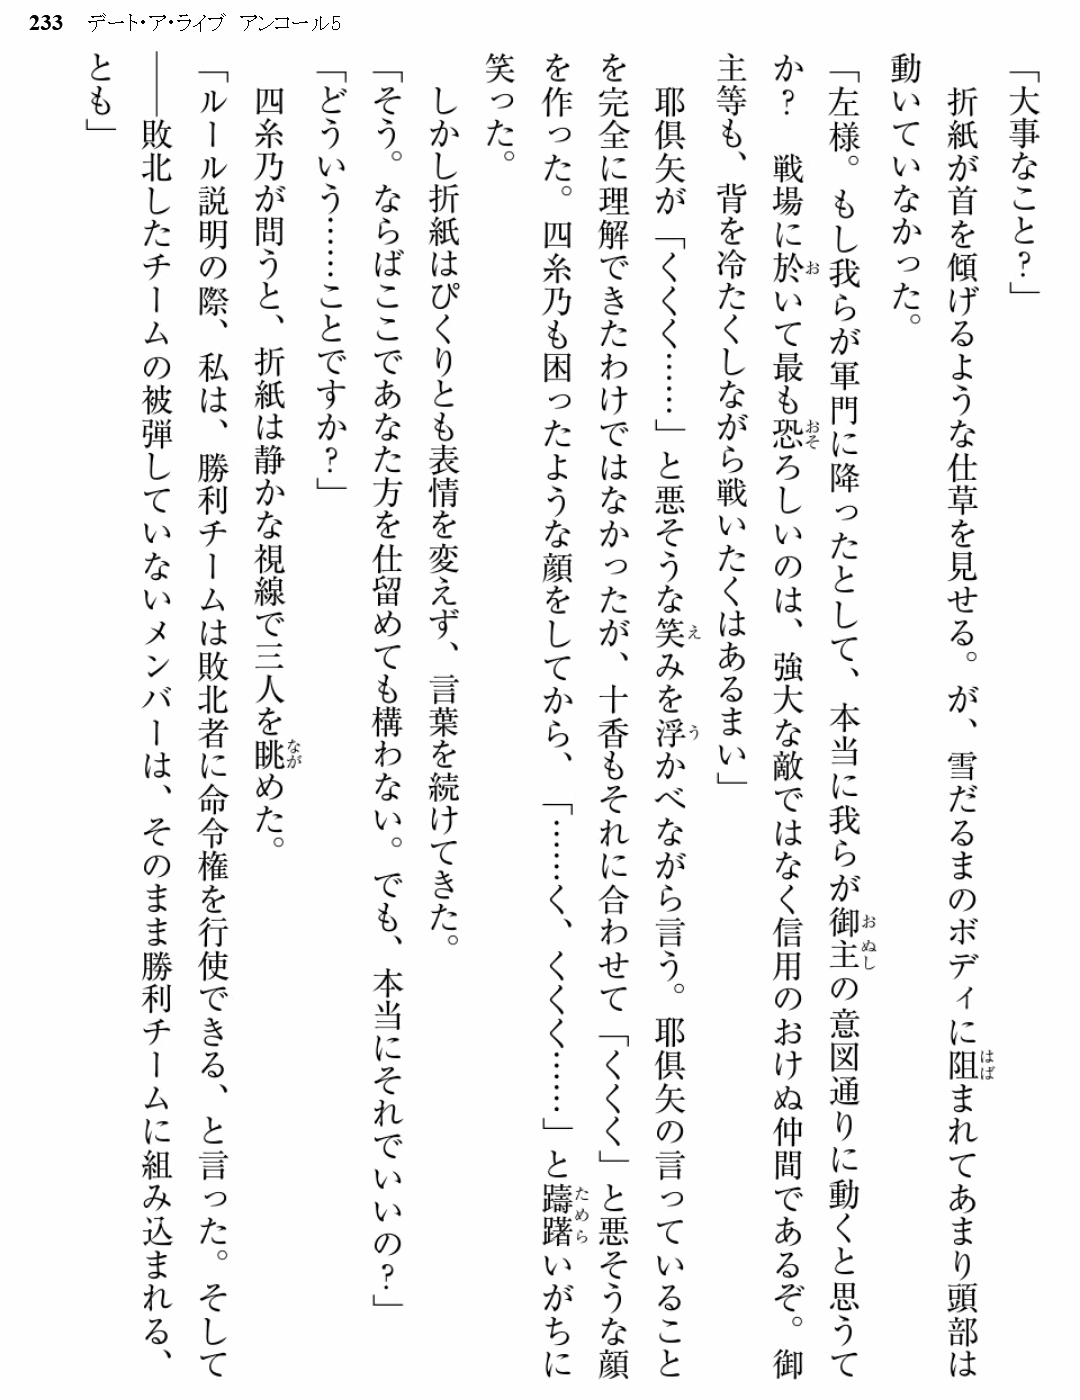 233 デート・ア・ライブ アンコール5
「大事なこと?」
折紙が首を傾げるような仕草を見せる。が、雪だるまのボディに阻まれてあまり頭部は
動いていなかった。
「左様。もし我らが軍門に降ったとして、本当に我らが御主の意図通りに動くと思うて
か? 戦場に於いて最も恐ろしいのは、強大な敵ではなく信用のおけぬ仲間であるぞ。御
主等も、背を冷たくしながら戦いたくはあるまい」
耶倶矢が「くくく……」と悪そうな笑みを浮かべながら言う。耶倶矢の言っていること
を完全に理解できたわけではなかったが、十香もそれに合わせて「くくく」と悪そうな顔
を作った。四糸乃も困ったような顔をしてから、「……く、くくく……」と躊躇いがちに
笑った。
しかし折紙はぴくりとも表情を変えず、言葉を続けてきた。
「そう。ならばここであなた方を仕留めても構わない。でも、本当にそれでいいの?」
「どういう……ことですか?」
四糸乃が問うと、折紙は静かな視線で三人を眺めた。
「ルール説明の際、私は、勝利チームは敗北者に命令権を行使できる、と言った。そして
――敗北したチームの被弾していないメンバーは、そのまま勝利チームに組み込まれる、
とも」